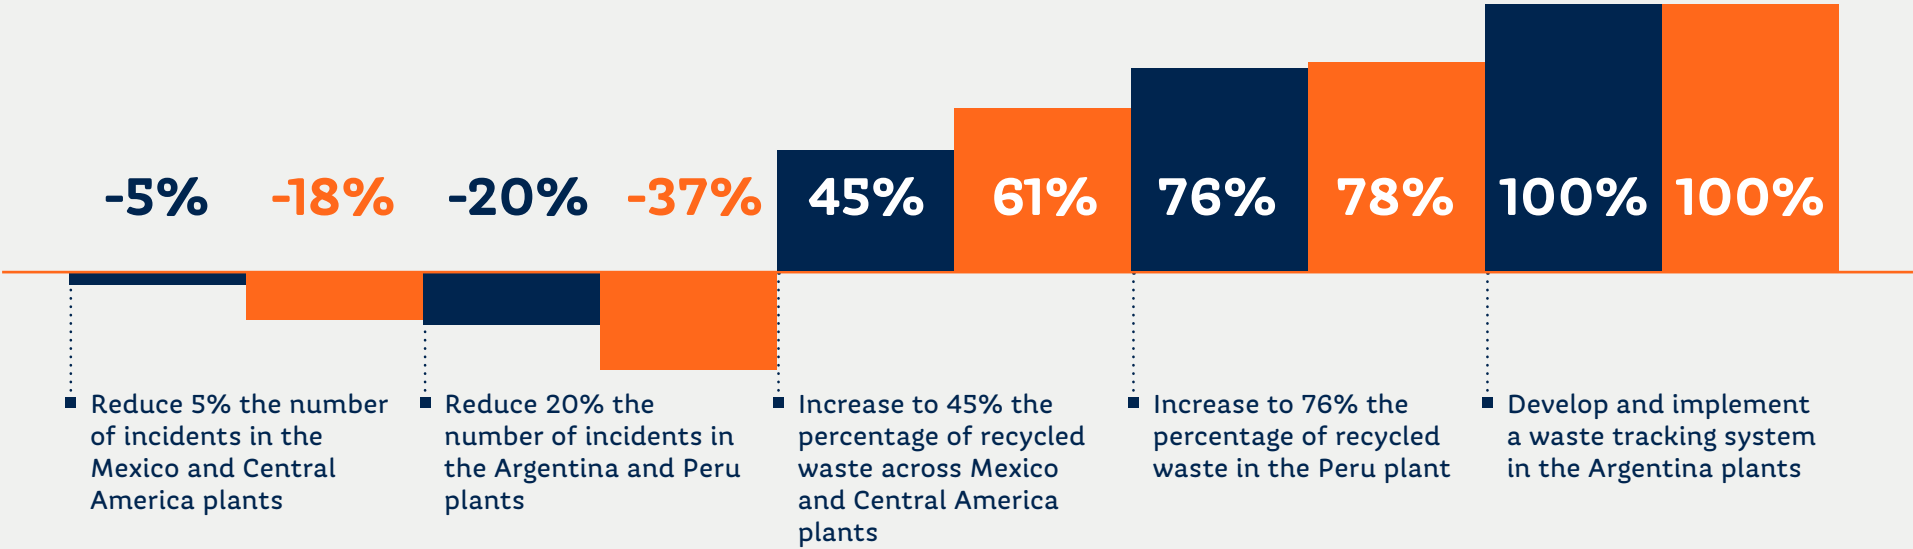 -5% -18% -20% -37% 45% 61% 76% 78% 100% 100%
Reduce 5% the number
of incidents in the
Mexico and Central
America plants
Reduce 20% the
number of incidents in
the Argentina and Peru
plants
Increase to 45% the
percentage of recycled
waste across Mexico
and Central America
plants
Increase to 76% the
percentage of recycled
waste in the Peru plant
Develop and implement
a waste tracking system
in the Argentina plants